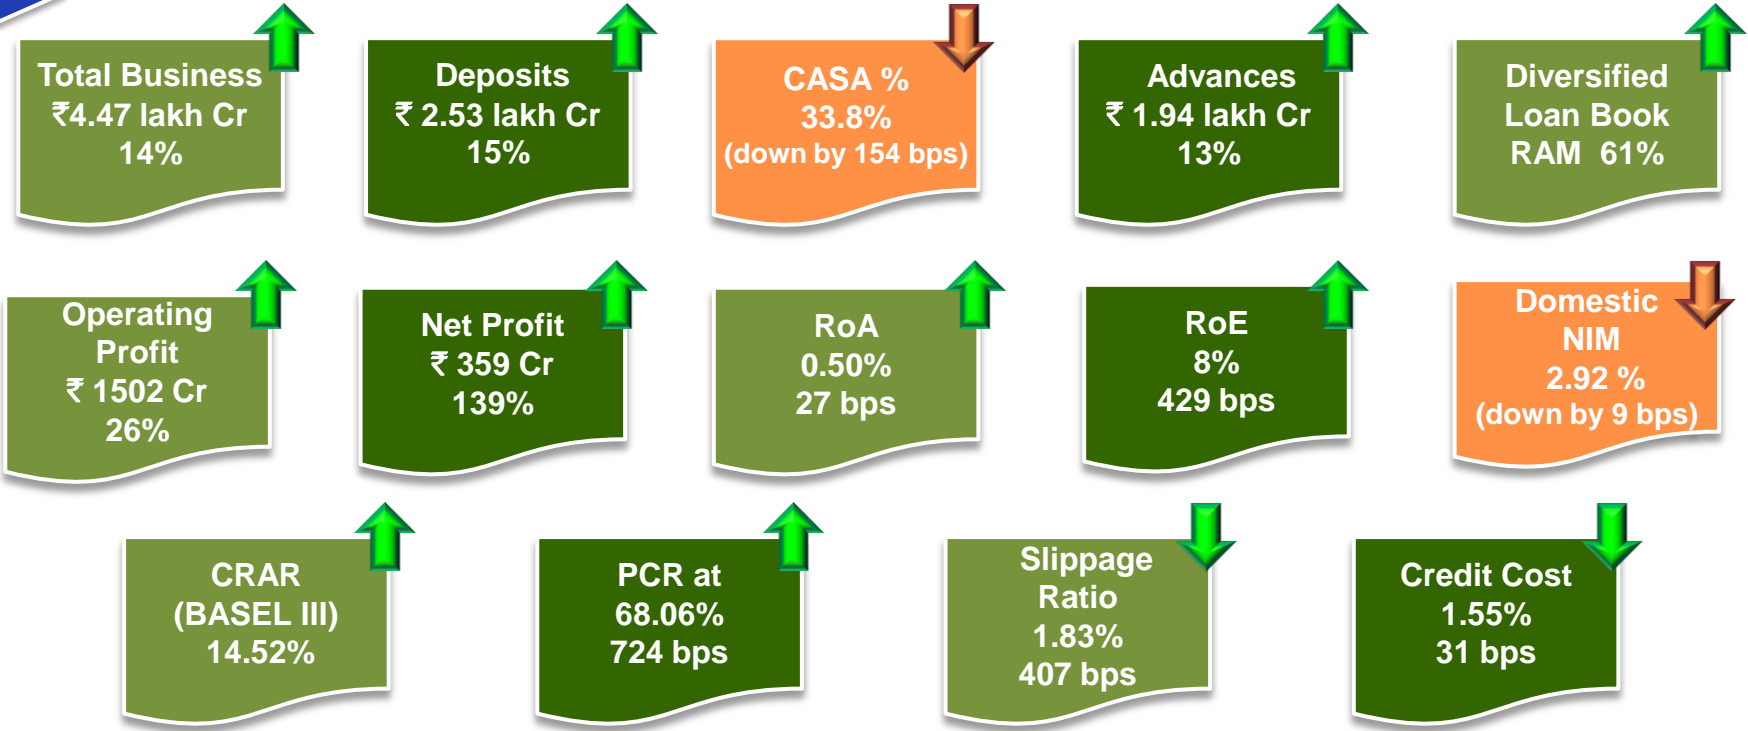 Total Business
₹4.47 lakh Cr
14%
Deposits
₹ 2.53 lakh Cr
15%
CASA %
33.8%
(down by 154 bps)
Advances
₹ 1.94 lakh Cr
13%
Diversified
Loan Book
RAM 61%
Operating
Profit
₹ 1502 Cr
26%
Net Profit
₹ 359 Cr
139%
RoA
0.50%
27 bps
RoE
8%
429 bps
Domestic
NIM
2.92 %
(down by 9 bps)
CRAR
(BASEL III)
14.52%
PCR at
68.06%
724 bps
Slippage
Ratio
1.83%
407 bps
Credit Cost
1.55%
31 bps